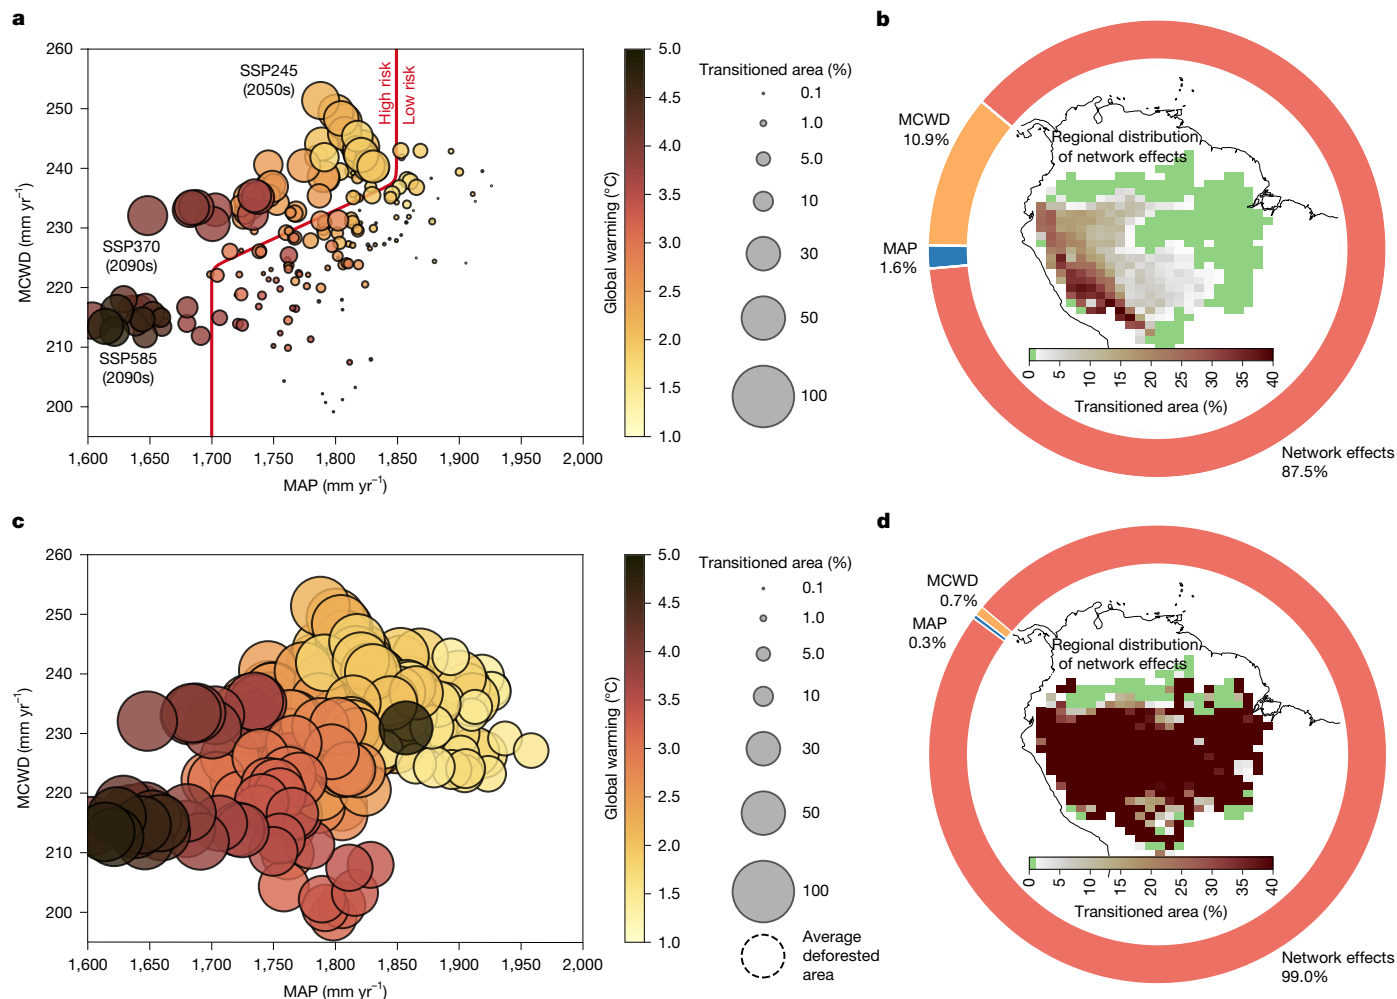 a
260
250
240
230
220
210
200
MCWD (mm yr⁻¹)
1,600
1,650
1,700
1,750
1,800
1,850
1,900
1,950
2,000
MAP (mm yr⁻¹)
SSP245
(2050s)
SSP370
(2090s)
SSP585
(2090s)
High risk
Low risk
5.0
4.5
4.0
3.5
3.0
2.5
2.0
1.5
1.0
Global warming (°C)
Transitioned area (%)
0.1
1.0
5.0
10
30
50
100
b
MCWD
10.9%
MAP
1.6%
Regional distribution
of network effects
0
5
10
15
20
25
30
35
40
Transitioned area (%)
Network effects
87.5%
c
260
250
240
230
220
210
200
MCWD (mm yr⁻¹)
1,600
1,650
1,700
1,750
1,800
1,850
1,900
1,950
2,000
MAP (mm yr⁻¹)
5.0
4.5
4.0
3.5
3.0
2.5
2.0
1.5
1.0
Global warming (°C)
Transitioned area (%)
0.1
1.0
5.0
10
30
50
100
Average
deforested
area
d
MCWD
0.7%
MAP
0.3%
Regional distribution
of network effects
0
5
10
15
20
25
30
35
40
Transitioned area (%)
Network effects
99.0%